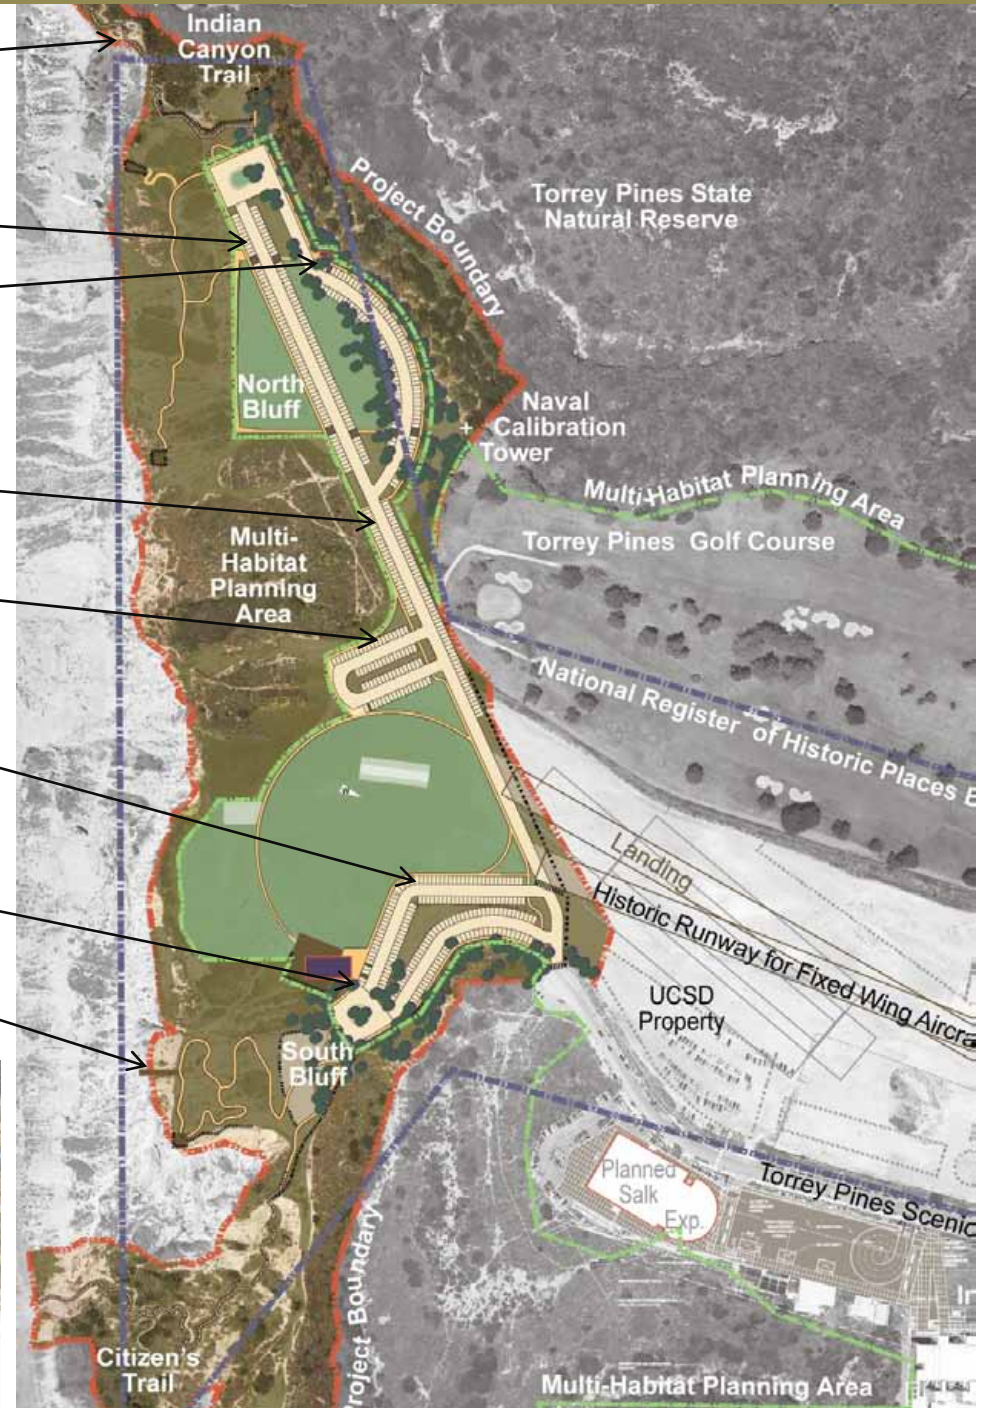 Indian
Canyon
Trail
Project Boundary
Torrey Pines State
Natural Reserve
North
Bluff
Naval
Calibration
Tower
Multi-Habitat Planning Area
Torrey Pines Golf Course
Multi-
Habitat
Planning
Area
National Register of Historic Places B
Landing
Historic Runway for Fixed Wing Aircra
UCSD
Property
South
Bluff
Planned
Salk
Exp.
Torrey Pines Scenic
Project Boundary
In
Citizen's
Trail
Multi-Habitat Planning Area